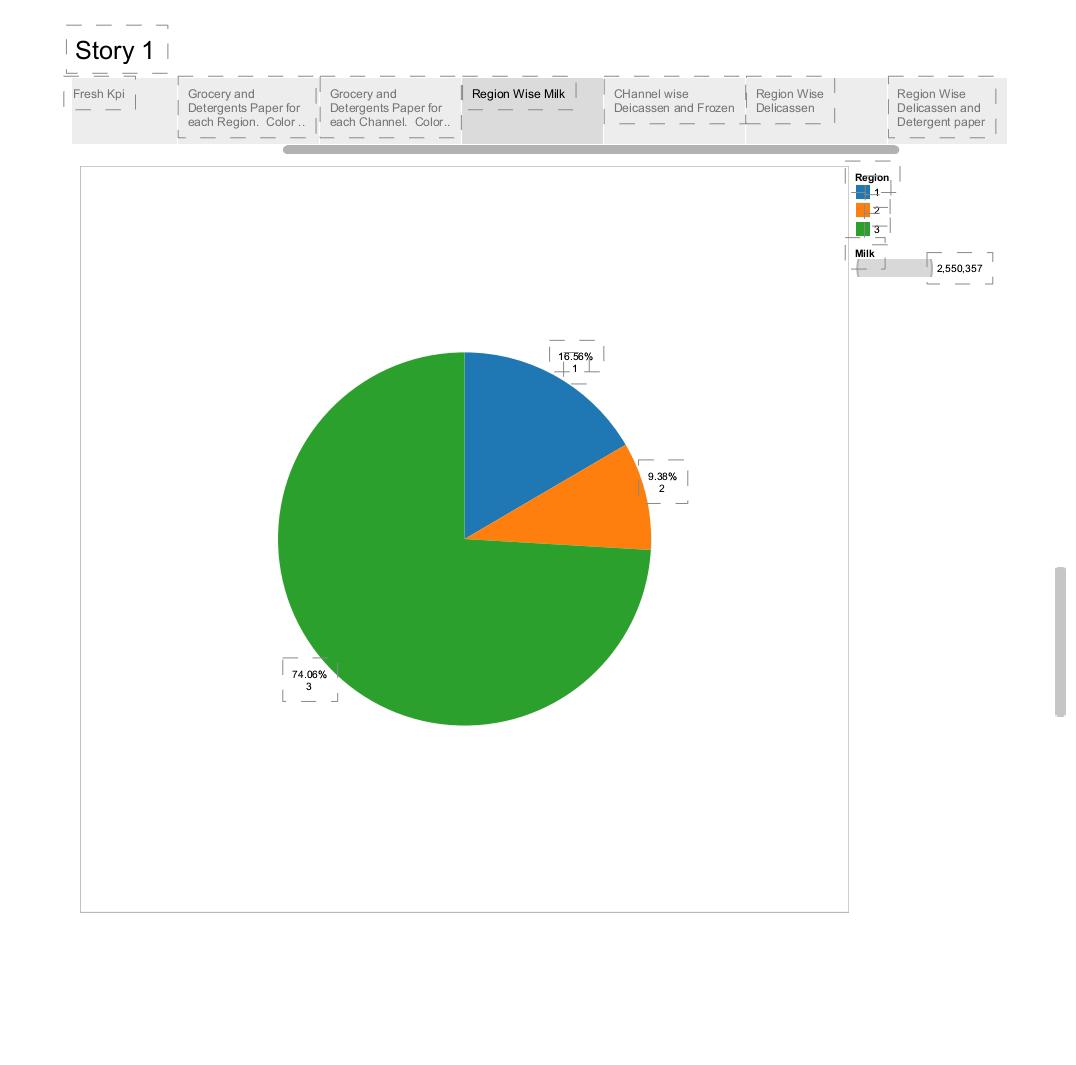 Story 1
Fresh Kpi
Grocery and
Detergents Paper for
each Region.  Color ..
Grocery and
Detergents Paper for
each Channel.  Color..
Region Wise Milk
CHannel wise
Deicassen and Frozen
Region Wise
Delicassen
Region Wise
Delicassen and
Detergent paper
Region
1
2
3
Milk
2,550,357
16.56%
1
9.38%
2
74.06%
3